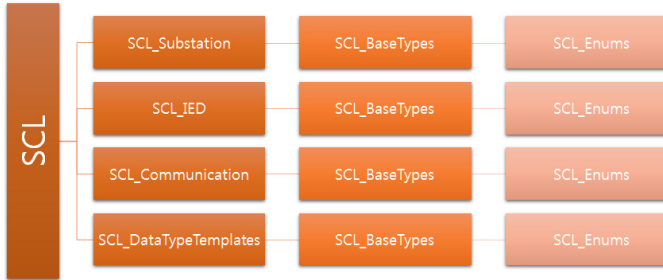 SCL
SCL_Substation
SCL_BaseTypes
SCL_Enums
SCL_IED
SCL_BaseTypes
SCL_Enums
SCL_Communication
SCL_BaseTypes
SCL_Enums
SCL_DataTypeTemplates
SCL_BaseTypes
SCL_Enums